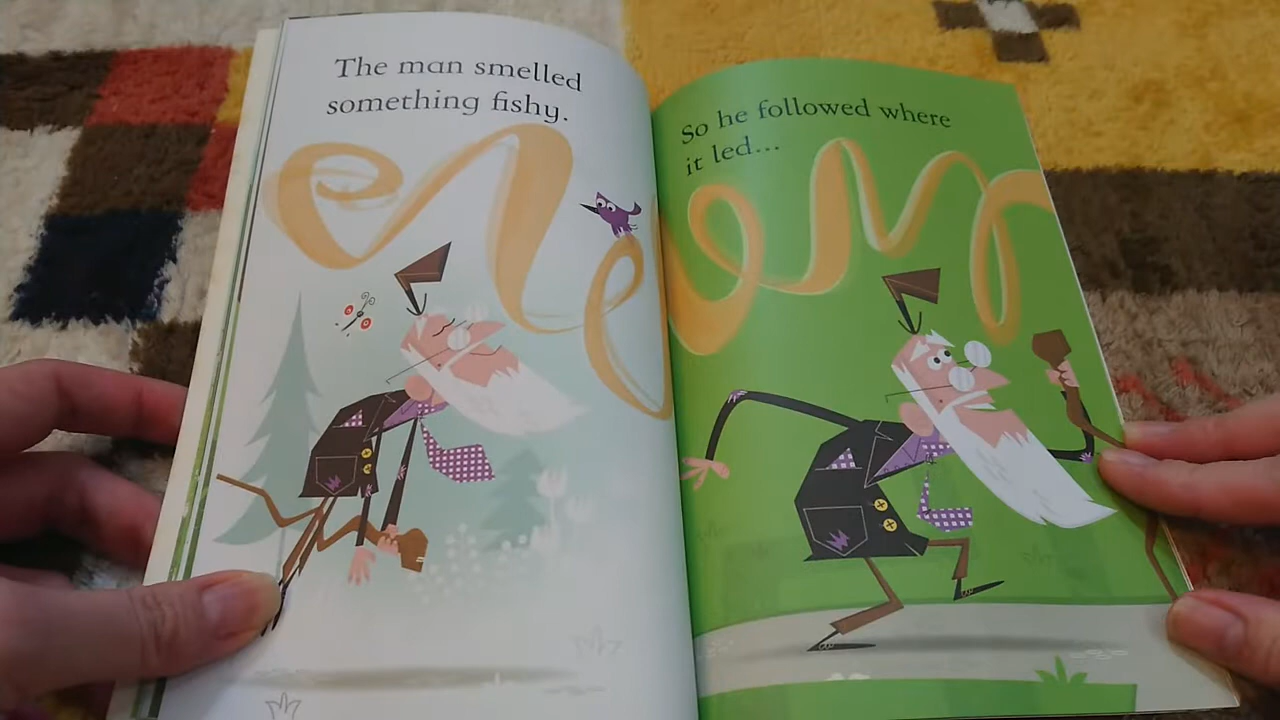 The man smelled
something fishy.
So he followed where
it led...